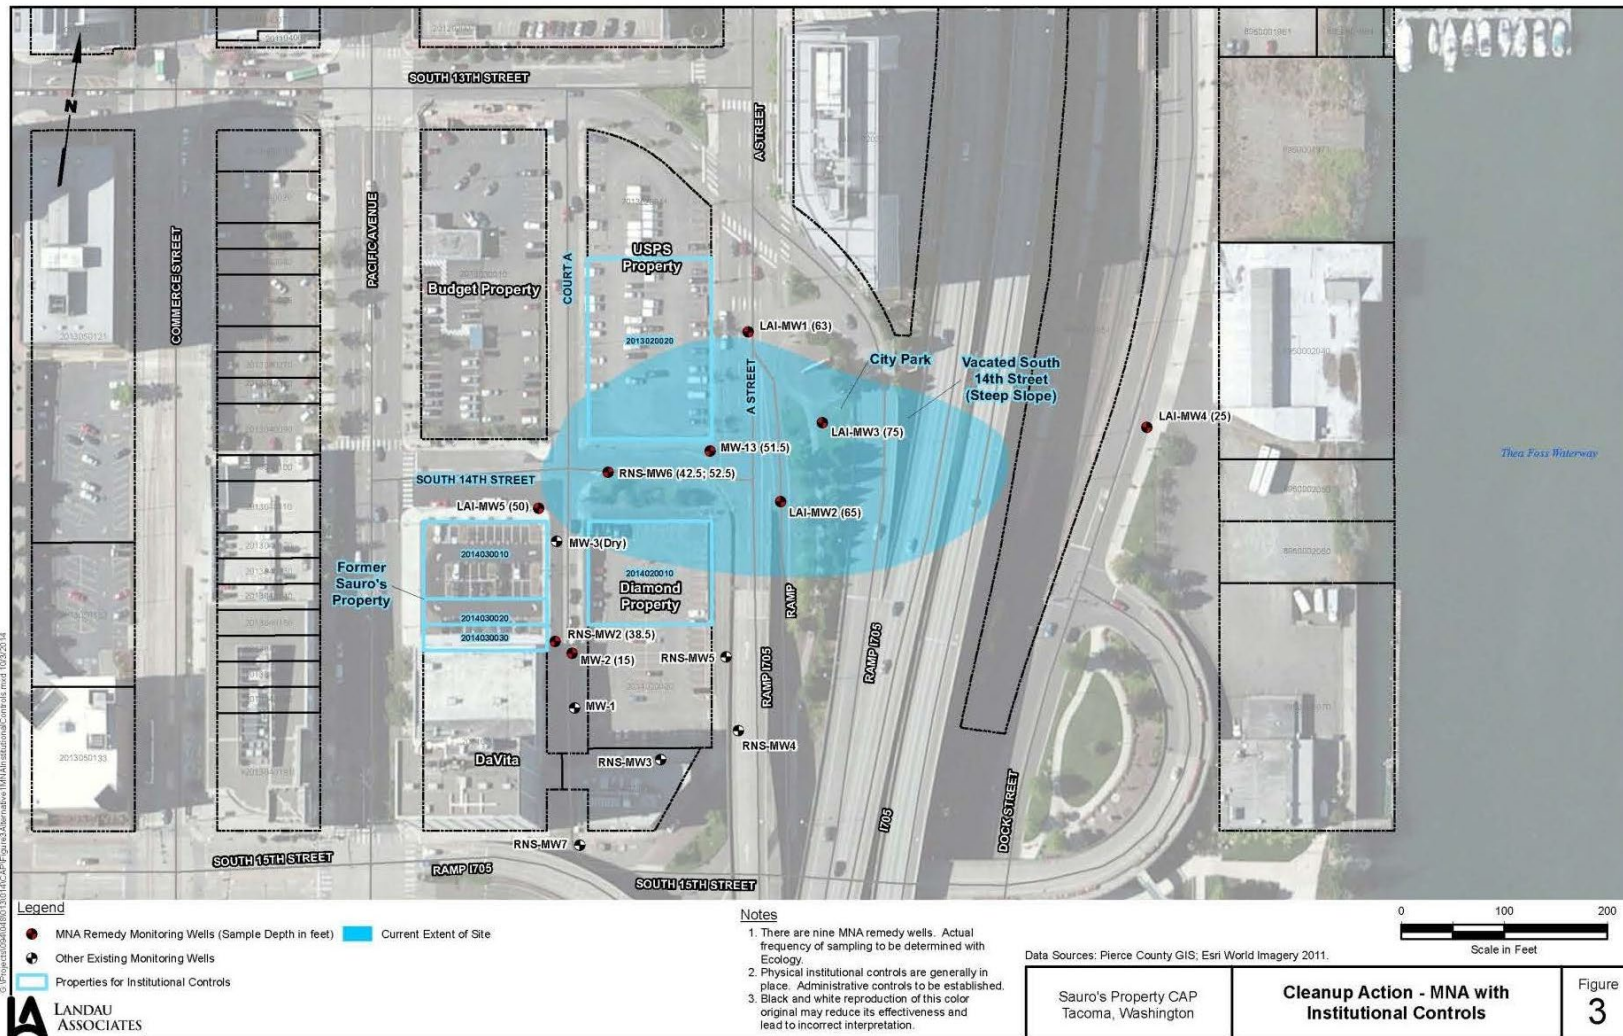 SOUTH 13TH STREET
N
A STREET
COMMERCE STREET
PACIFIC AVENUE
COURT A
USPS
Property
Budget Property
2013020020
LAI-MW1 (63)
City Park
Vacated South
14th Street
(Steep Slope)
A STREET
LAI-MW3 (75)
LAI-MW4 (25)
MW-13 (51.5)
Thea Foss Waterway
RNS-MW6 (42.5; 52.5)
SOUTH 14TH STREET
LAI-MW5 (50)
LAI-MW2 (65)
MW-3(Dry)
2014030010
Former
Sauro's
Property
2014020010
Diamond
Property
RAMP
2014030020
2014030030
RNS-MW2 (38.5)
MW-2 (15)
RNS-MW5
RAMP I705
RAMP I705
MW-1
RNS-MW4
DaVita
RNS-MW3
I705
DOCK STREET
RNS-MW7
SOUTH 15TH STREET
RAMP I705
SOUTH 15TH STREET
2013050121
2013050133
8960002040
Legend
MNA Remedy Monitoring Wells (Sample Depth in feet)
Current Extent of Site
Other Existing Monitoring Wells
Properties for Institutional Controls
LANDAU
ASSOCIATES
Notes
1. There are nine MNA remedy wells. Actual
frequency of sampling to be determined with
Ecology.
2. Physical institutional controls are generally in
place. Administrative controls to be established.
3. Black and white reproduction of this color
original may reduce its effectiveness and
lead to incorrect interpretation.
0 100 200
Scale in Feet
Data Sources: Pierce County GIS; Esri World Imagery 2011.
Sauro's Property CAP
Tacoma, Washington
Cleanup Action - MNA with
Institutional Controls
Figure
3